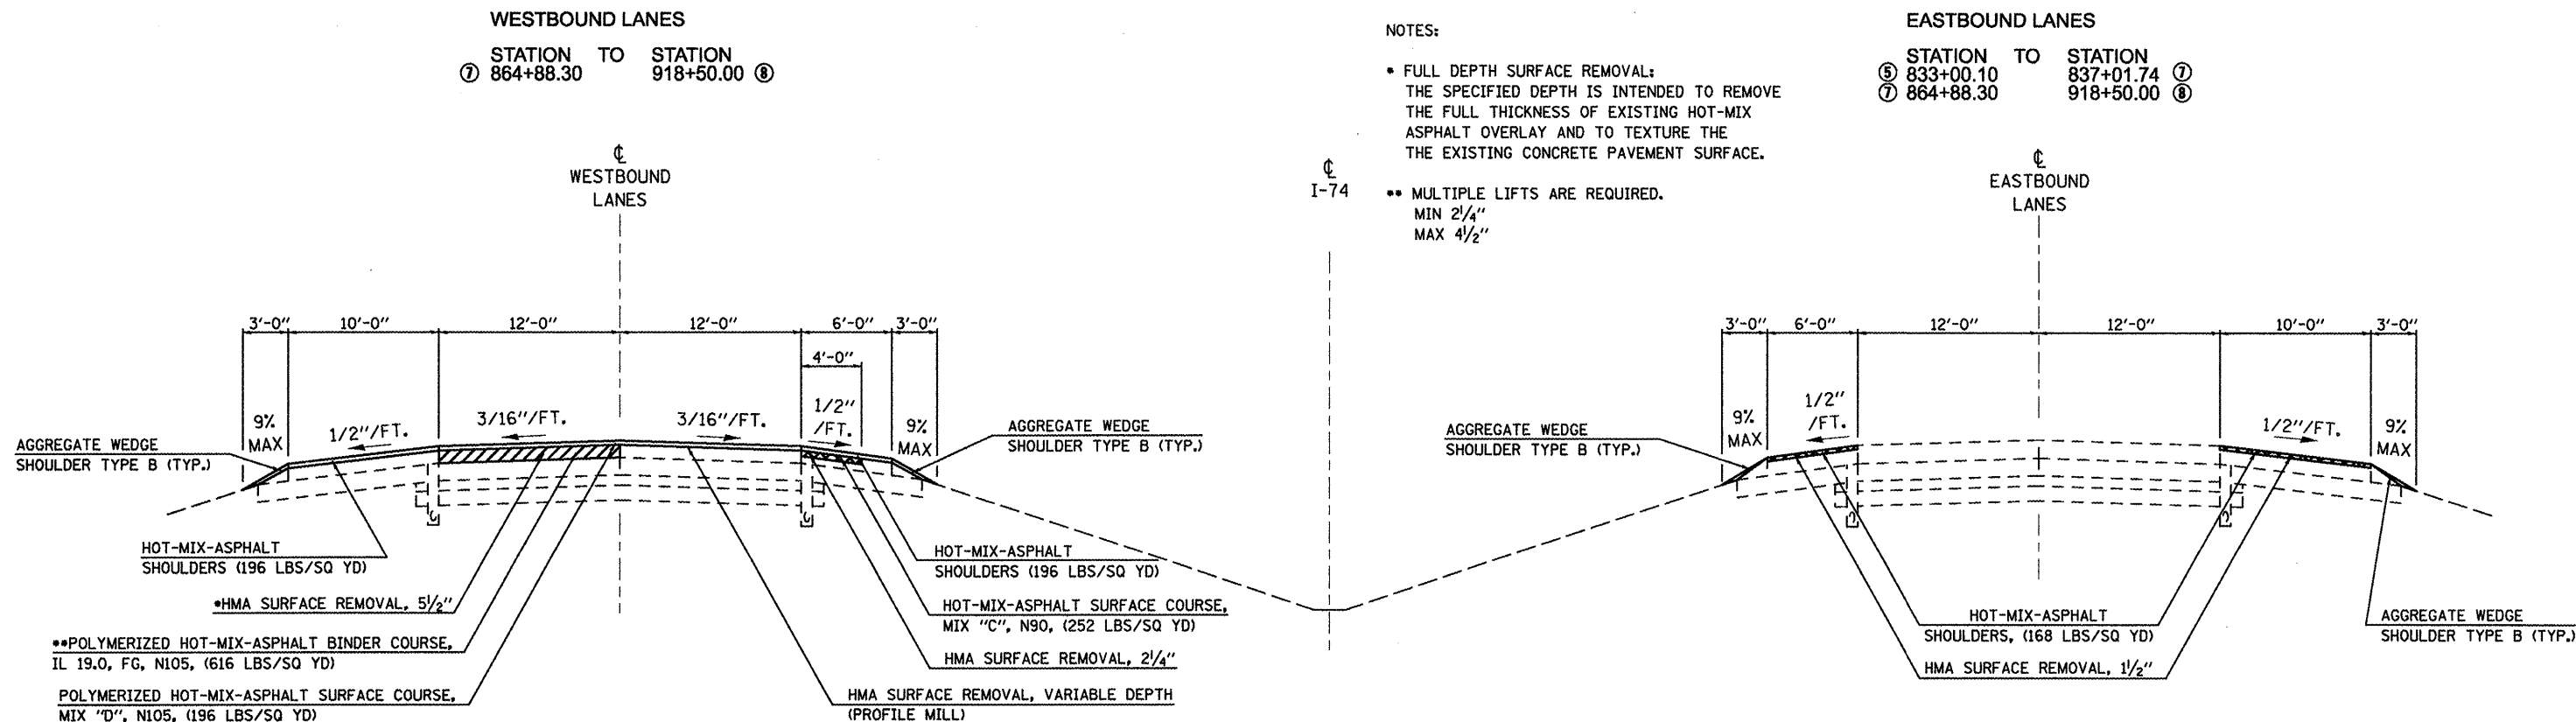 WESTBOUND LANES
STATION TO STATION
⑦ 864+88.30 918+50.00 ⑧
NOTES:
* FULL DEPTH SURFACE REMOVAL:
THE SPECIFIED DEPTH IS INTENDED TO REMOVE
THE FULL THICKNESS OF EXISTING HOT-MIX
ASPHALT OVERLAY AND TO TEXTURE THE
THE EXISTING CONCRETE PAVEMENT SURFACE.
** MULTIPLE LIFTS ARE REQUIRED.
MIN 2 1/4"
MAX 4 1/2"
EASTBOUND LANES
STATION TO STATION
⑤ 833+00.10 837+01.74 ⑦
⑦ 864+88.30 918+50.00 ⑧
℄
WESTBOUND
LANES
℄
I-74
℄
EASTBOUND
LANES
3'-0" 10'-0" 12'-0" 12'-0" 6'-0" 3'-0"
4'-0"
9%
MAX
1/2"/FT.
3/16"/FT.
3/16"/FT.
1/2"
/FT.
9%
MAX
AGGREGATE WEDGE
SHOULDER TYPE B (TYP.)
AGGREGATE WEDGE
SHOULDER TYPE B (TYP.)
HOT-MIX-ASPHALT
SHOULDERS (196 LBS/SQ YD)
*HMA SURFACE REMOVAL, 5 1/2"
**POLYMERIZED HOT-MIX-ASPHALT BINDER COURSE,
IL 19.0, FG, N105, (616 LBS/SQ YD)
POLYMERIZED HOT-MIX-ASPHALT SURFACE COURSE,
MIX "D", N105, (196 LBS/SQ YD)
HOT-MIX-ASPHALT
SHOULDERS (196 LBS/SQ YD)
HOT-MIX-ASPHALT SURFACE COURSE,
MIX "C", N90, (252 LBS/SQ YD)
HMA SURFACE REMOVAL, 2 1/4"
HMA SURFACE REMOVAL, VARIABLE DEPTH
(PROFILE MILL)
3'-0" 6'-0" 12'-0" 12'-0" 10'-0" 3'-0"
9%
MAX
1/2"
/FT.
1/2"/FT.
9%
MAX
AGGREGATE WEDGE
SHOULDER TYPE B (TYP.)
HOT-MIX-ASPHALT
SHOULDERS, (168 LBS/SQ YD)
HMA SURFACE REMOVAL, 1 1/2"
AGGREGATE WEDGE
SHOULDER TYPE B (TYP.)